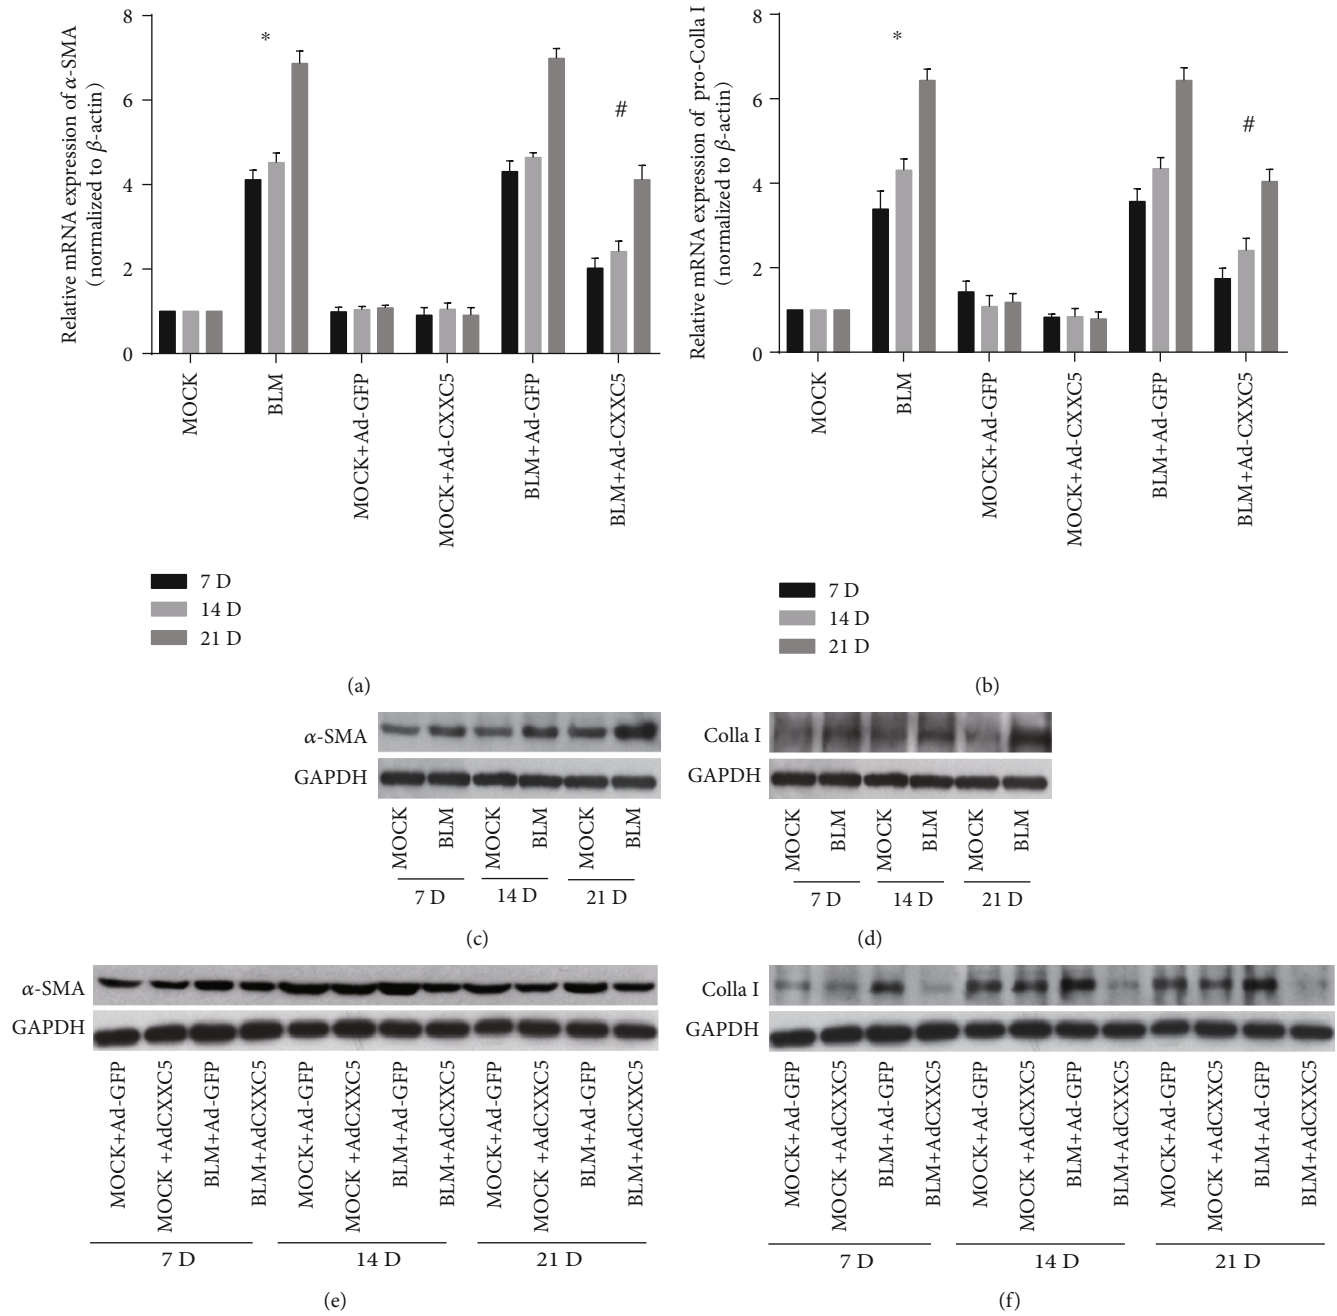 Relative mRNA expression of α-SMA
(normalized to β-actin)
8
6
4
2
0
*
#
MOCK
BLM
MOCK+Ad-GFP
MOCK+Ad-CXXC5
BLM+Ad-GFP
BLM+Ad-CXXC5
7 D
14 D
21 D
(a)
Relative mRNA expression of pro-Colla I
(normalized to β-actin)
8
6
4
2
0
*
#
MOCK
BLM
MOCK+Ad-GFP
MOCK+Ad-CXXC5
BLM+Ad-GFP
BLM+Ad-CXXC5
7 D
14 D
21 D
(b)
α-SMA
GAPDH
MOCK
BLM
MOCK
BLM
MOCK
BLM
7 D
14 D
21 D
(c)
Colla I
GAPDH
MOCK
BLM
MOCK
BLM
MOCK
BLM
7 D
14 D
21 D
(d)
α-SMA
GAPDH
MOCK+Ad-GFP
MOCK +AdCXXC5
BLM+Ad-GFP
BLM+AdCXXC5
MOCK+Ad-GFP
MOCK +AdCXXC5
BLM+Ad-GFP
BLM+AdCXXC5
MOCK+Ad-GFP
MOCK +AdCXXC5
BLM+Ad-GFP
BLM+AdCXXC5
7 D
14 D
21 D
(e)
Colla I
GAPDH
MOCK+Ad-GFP
MOCK +AdCXXC5
BLM+Ad-GFP
BLM+AdCXXC5
MOCK+Ad-GFP
MOCK +AdCXXC5
BLM+Ad-GFP
BLM+AdCXXC5
MOCK+Ad-GFP
MOCK +AdCXXC5
BLM+Ad-GFP
BLM+AdCXXC5
7 D
14 D
21 D
(f)